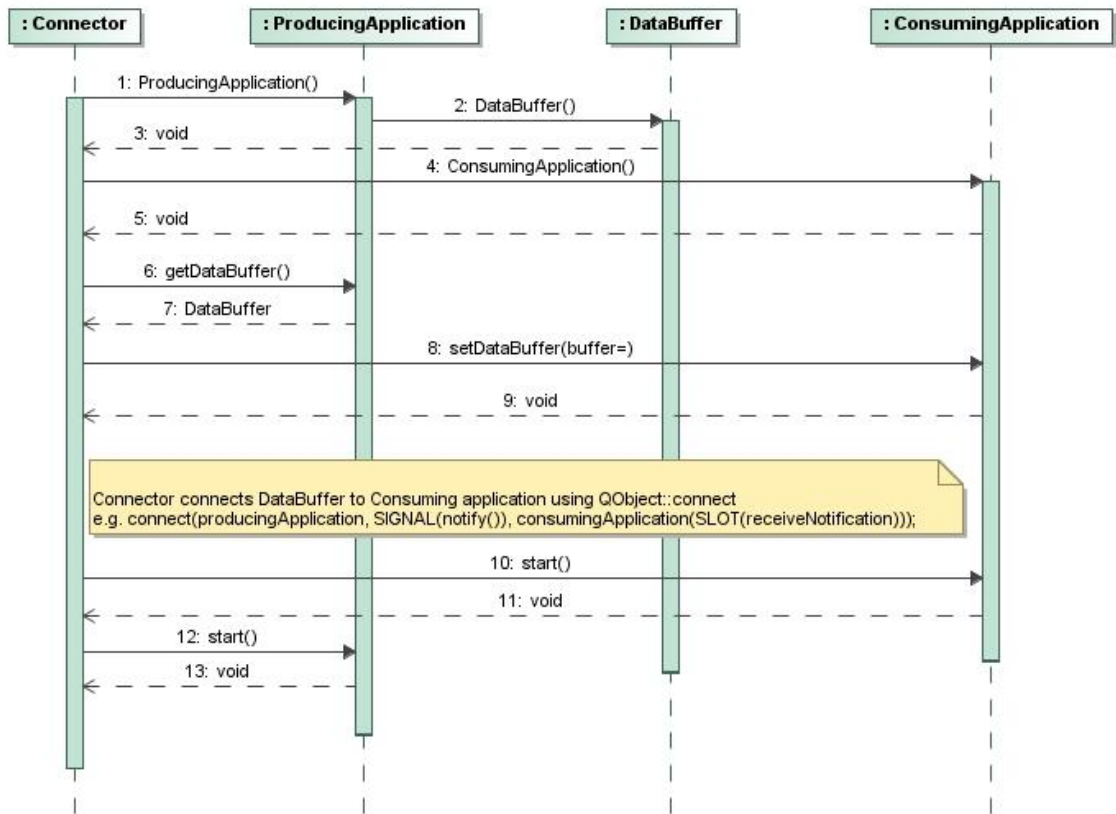 : Connector
: ProducingApplication
: DataBuffer
: ConsumingApplication
1: ProducingApplication()
2: DataBuffer()
3: void
4: ConsumingApplication()
5: void
6: getDataBuffer()
7: DataBuffer
8: setDataBuffer(buffer=)
9: void
Connector connects DataBuffer to Consuming application using QObject::connect
e.g. connect(producingApplication, SIGNAL(notify()), consumingApplication(SLOT(receiveNotification)));
10: start()
11: void
12: start()
13: void